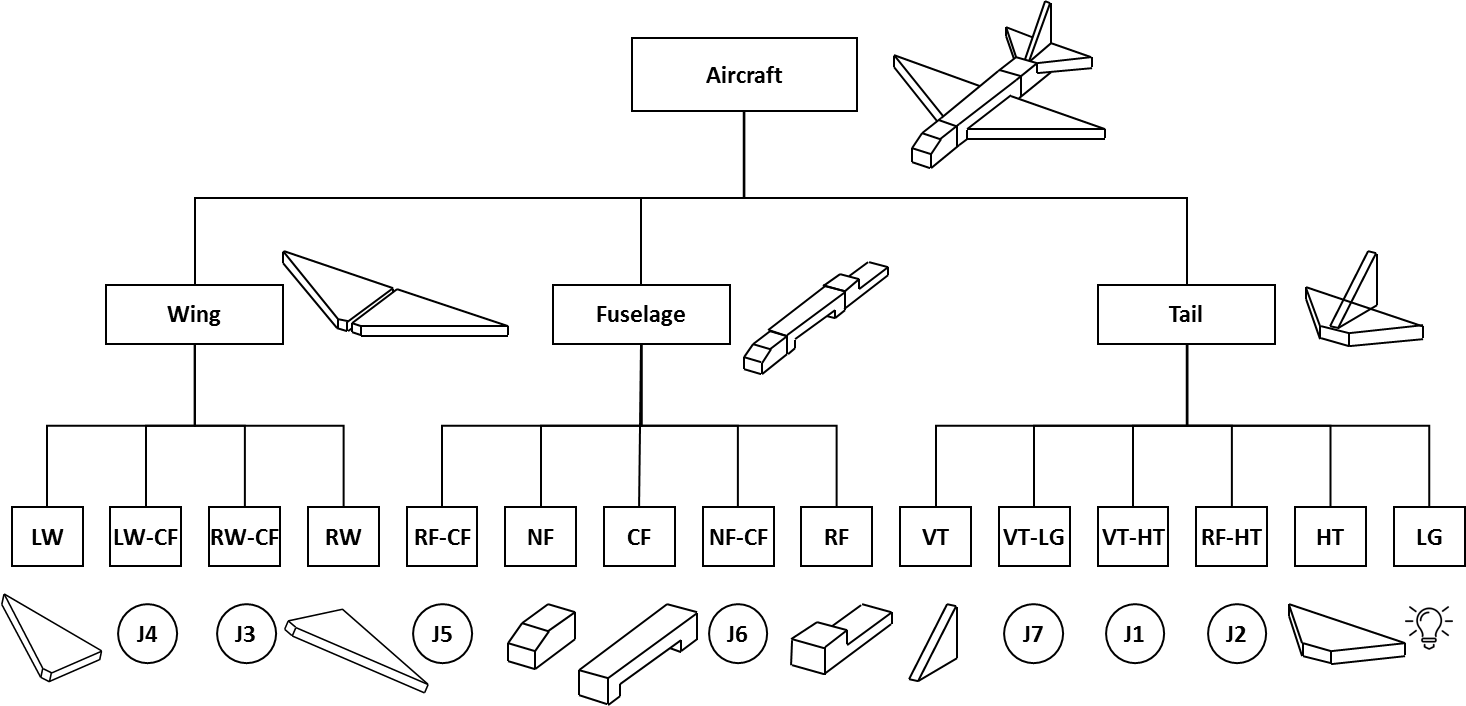 Aircraft
Wing
Fuselage
Tail
LW
LW-CF
RW-CF
RW
RF-CF
NF
CF
NF-CF
RF
VT
VT-LG
VT-HT
RF-HT
HT
LG
J4
J3
J5
J6
J7
J1
J2